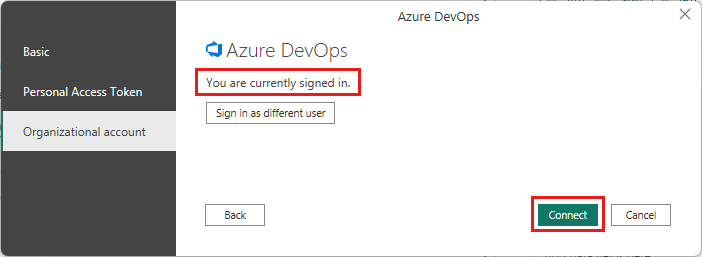 Azure DevOps
Basic
Personal Access Token
Organizational account
Azure DevOps
You are currently signed in.
Sign in as different user
Back
Connect
Cancel